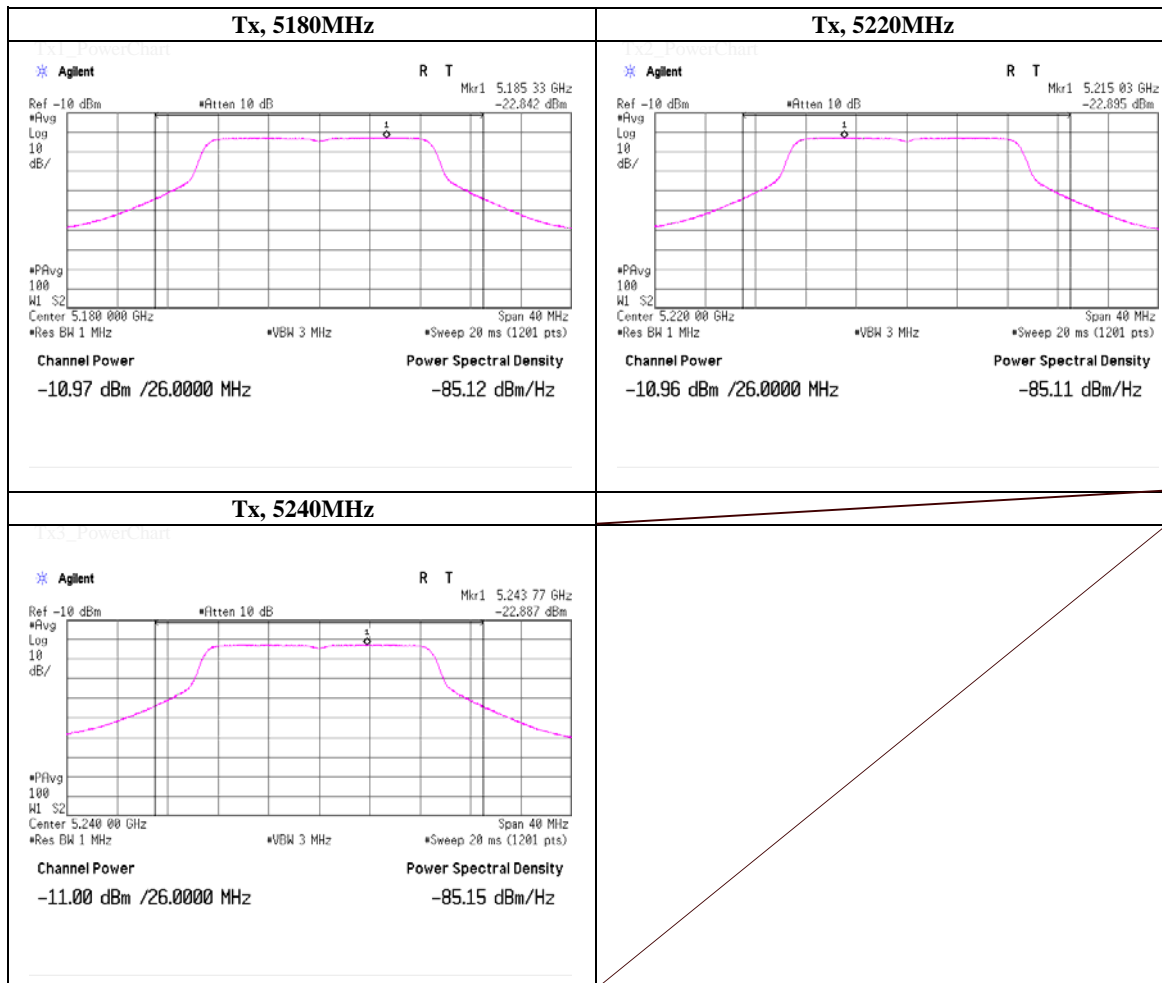 Tx, 5180MHz
Tx1_PowerChart
Agilent R T
Mkr1 5.185 33 GHz
Ref -10 dBm #Atten 10 dB -22.842 dBm
#Avg
Log
10
dB/
1
#PAvg
100
W1 S2
Center 5.180 000 GHz Span 40 MHz
#Res BW 1 MHz #VBW 3 MHz #Sweep 20 ms (1201 pts)
Channel Power Power Spectral Density
-10.97 dBm /26.0000 MHz -85.12 dBm/Hz
Tx, 5220MHz
Tx2_PowerChart
Agilent R T
Mkr1 5.215 03 GHz
Ref -10 dBm #Atten 10 dB -22.895 dBm
#Avg
Log
10
dB/
1
#PAvg
100
W1 S2
Center 5.220 00 GHz Span 40 MHz
#Res BW 1 MHz #VBW 3 MHz #Sweep 20 ms (1201 pts)
Channel Power Power Spectral Density
-10.96 dBm /26.0000 MHz -85.11 dBm/Hz
Tx, 5240MHz
Tx3_PowerChart
Agilent R T
Mkr1 5.243 77 GHz
Ref -10 dBm #Atten 10 dB -22.887 dBm
#Avg
Log
10
dB/
1
#PAvg
100
W1 S2
Center 5.240 00 GHz Span 40 MHz
#Res BW 1 MHz #VBW 3 MHz #Sweep 20 ms (1201 pts)
Channel Power Power Spectral Density
-11.00 dBm /26.0000 MHz -85.15 dBm/Hz